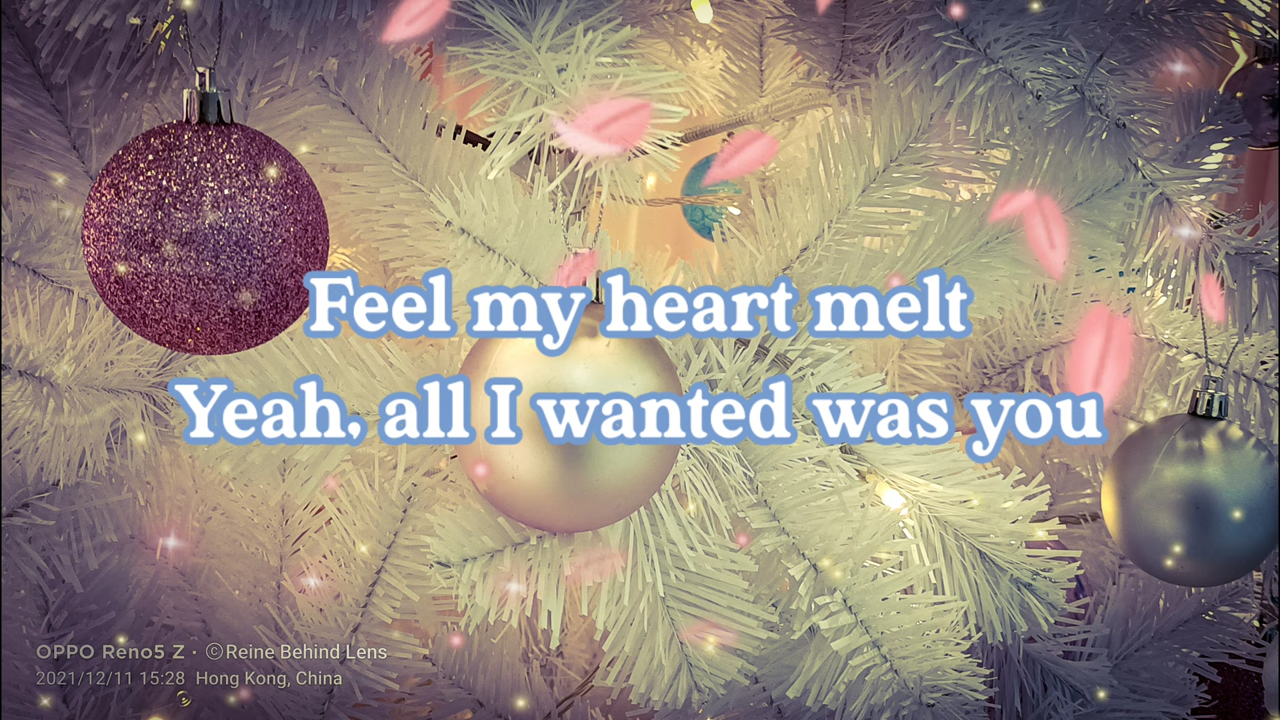 Feel my heart melt
Yeah, all I wanted was you
OPPO Reno5 Z · ©Reine Behind Lens
2021/12/11 15:28 Hong Kong, China